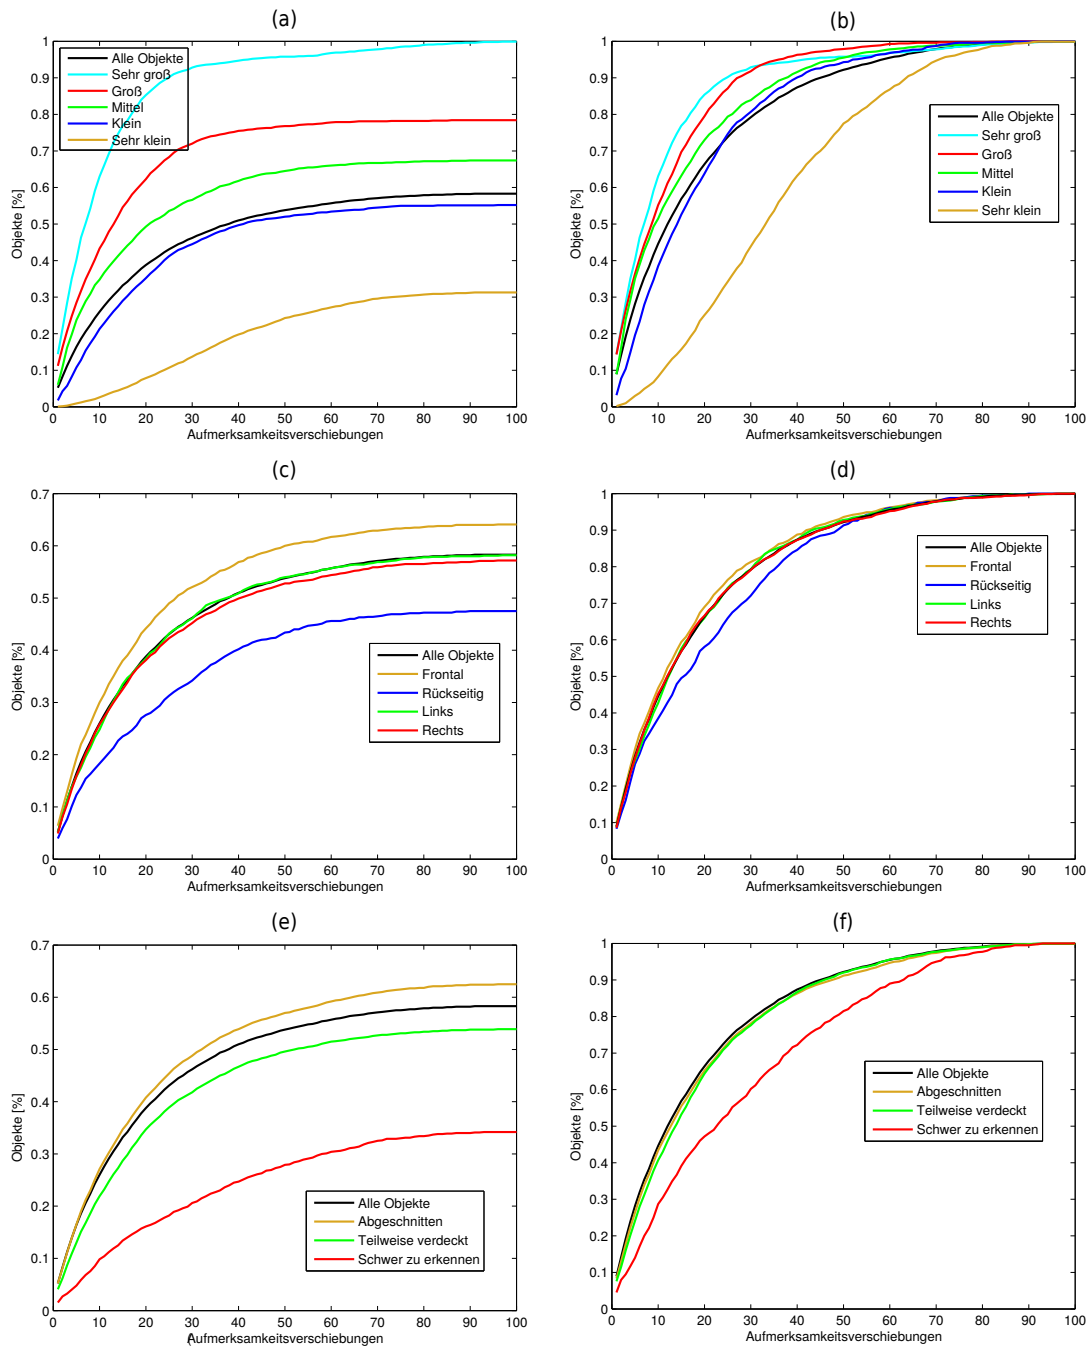 (a)
1
0.9
0.8
0.7
0.6
0.5
0.4
0.3
0.2
0.1
0
Objekte [%]
Alle Objekte
Sehr groß
Groß
Mittel
Klein
Sehr klein
0 10 20 30 40 50 60 70 80 90 100
Aufmerksamkeitsverschiebungen
(b)
1
0.9
0.8
0.7
0.6
0.5
0.4
0.3
0.2
0.1
0
Objekte [%]
Alle Objekte
Sehr groß
Groß
Mittel
Klein
Sehr klein
0 10 20 30 40 50 60 70 80 90 100
Aufmerksamkeitsverschiebungen
(c)
0.7
0.6
0.5
0.4
0.3
0.2
0.1
0
Objekte [%]
Alle Objekte
Frontal
Rückseitig
Links
Rechts
0 10 20 30 40 50 60 70 80 90 100
Aufmerksamkeitsverschiebungen
(d)
1
0.9
0.8
0.7
0.6
0.5
0.4
0.3
0.2
0.1
0
Objekte [%]
Alle Objekte
Frontal
Rückseitig
Links
Rechts
0 10 20 30 40 50 60 70 80 90 100
Aufmerksamkeitsverschiebungen
(e)
0.7
0.6
0.5
0.4
0.3
0.2
0.1
0
Objekte [%]
Alle Objekte
Abgeschnitten
Teilweise verdeckt
Schwer zu erkennen
0 10 20 30 40 50 60 70 80 90 100
Aufmerksamkeitsverschiebungen
(f)
1
0.9
0.8
0.7
0.6
0.5
0.4
0.3
0.2
0.1
0
Objekte [%]
Alle Objekte
Abgeschnitten
Teilweise verdeckt
Schwer zu erkennen
0 10 20 30 40 50 60 70 80 90 100
Aufmerksamkeitsverschiebungen